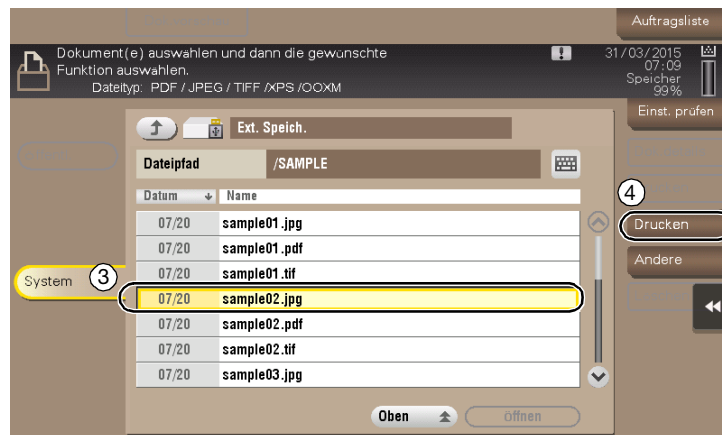 Auftragsliste
Dokument(e) auswählen und dann die gewünschte
Funktion auswählen.
Dateityp: PDF / JPEG / TIFF /XPS /OOXML
31/03/2015
07:09
Speicher
99%
Einst. prüfen
Ext. Speich.
Dateipfad
/SAMPLE
Datum
Name
4
07/20 sample01.jpg
Drucken
07/20 sample01.pdf
Andere
07/20 sample01.tif
System
3
07/20 sample02.jpg
07/20 sample02.pdf
07/20 sample02.tif
07/20 sample03.jpg
Oben
öffnen